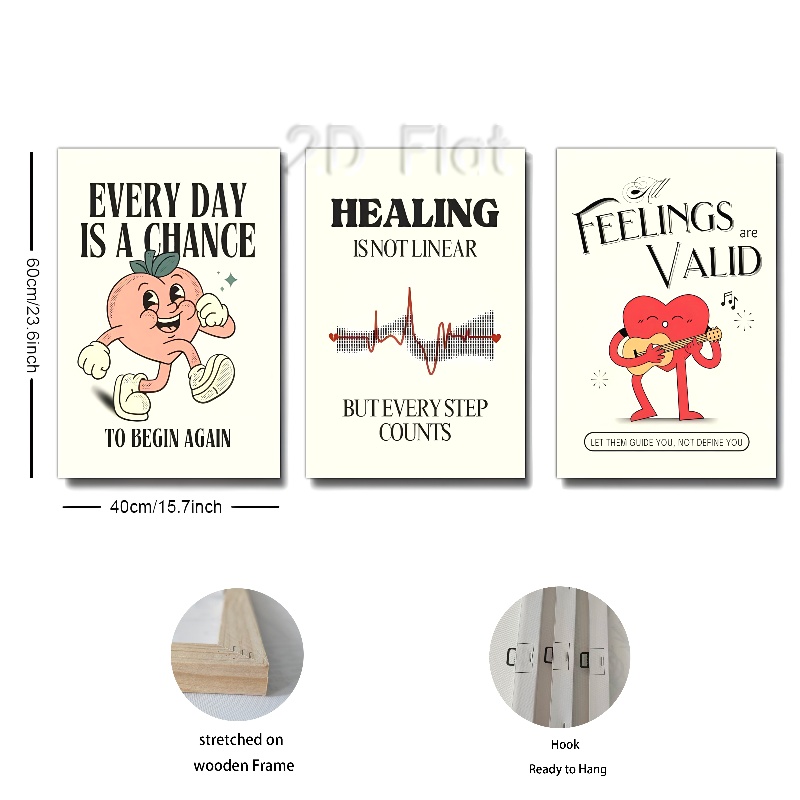 2D Flat
EVERY DAY
IS A CHANCE
TO BEGIN AGAIN
HEALING
IS NOT LINEAR
BUT EVERY STEP
COUNTS
All
FEELINGS are
VALID
LET THEM GUIDE YOU, NOT DEFINE YOU
60cm/23.6inch
40cm/15.7inch
stretched on
wooden Frame
Hook
Ready to Hang